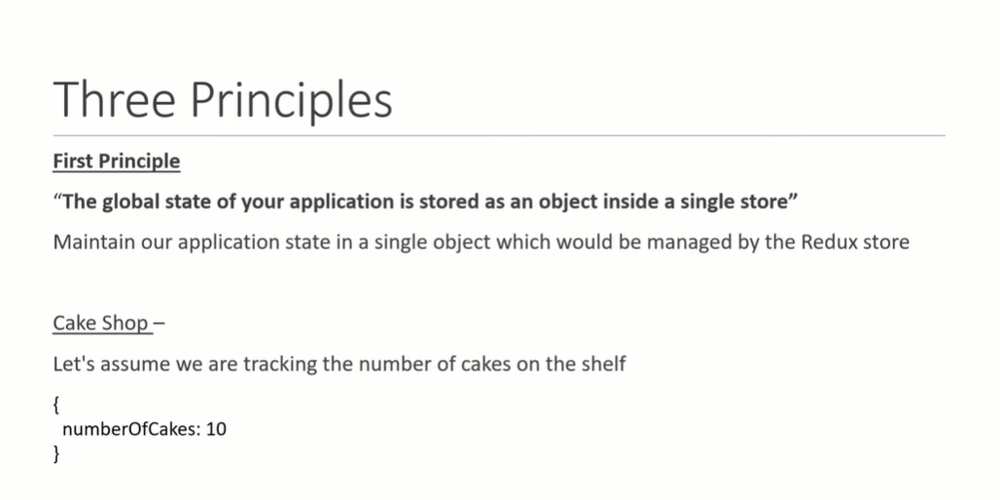 Three Principles
First Principle
“The global state of your application is stored as an object inside a single store”
Maintain our application state in a single object which would be managed by the Redux store
Cake Shop –
Let's assume we are tracking the number of cakes on the shelf
{
numberOfCakes: 10
}